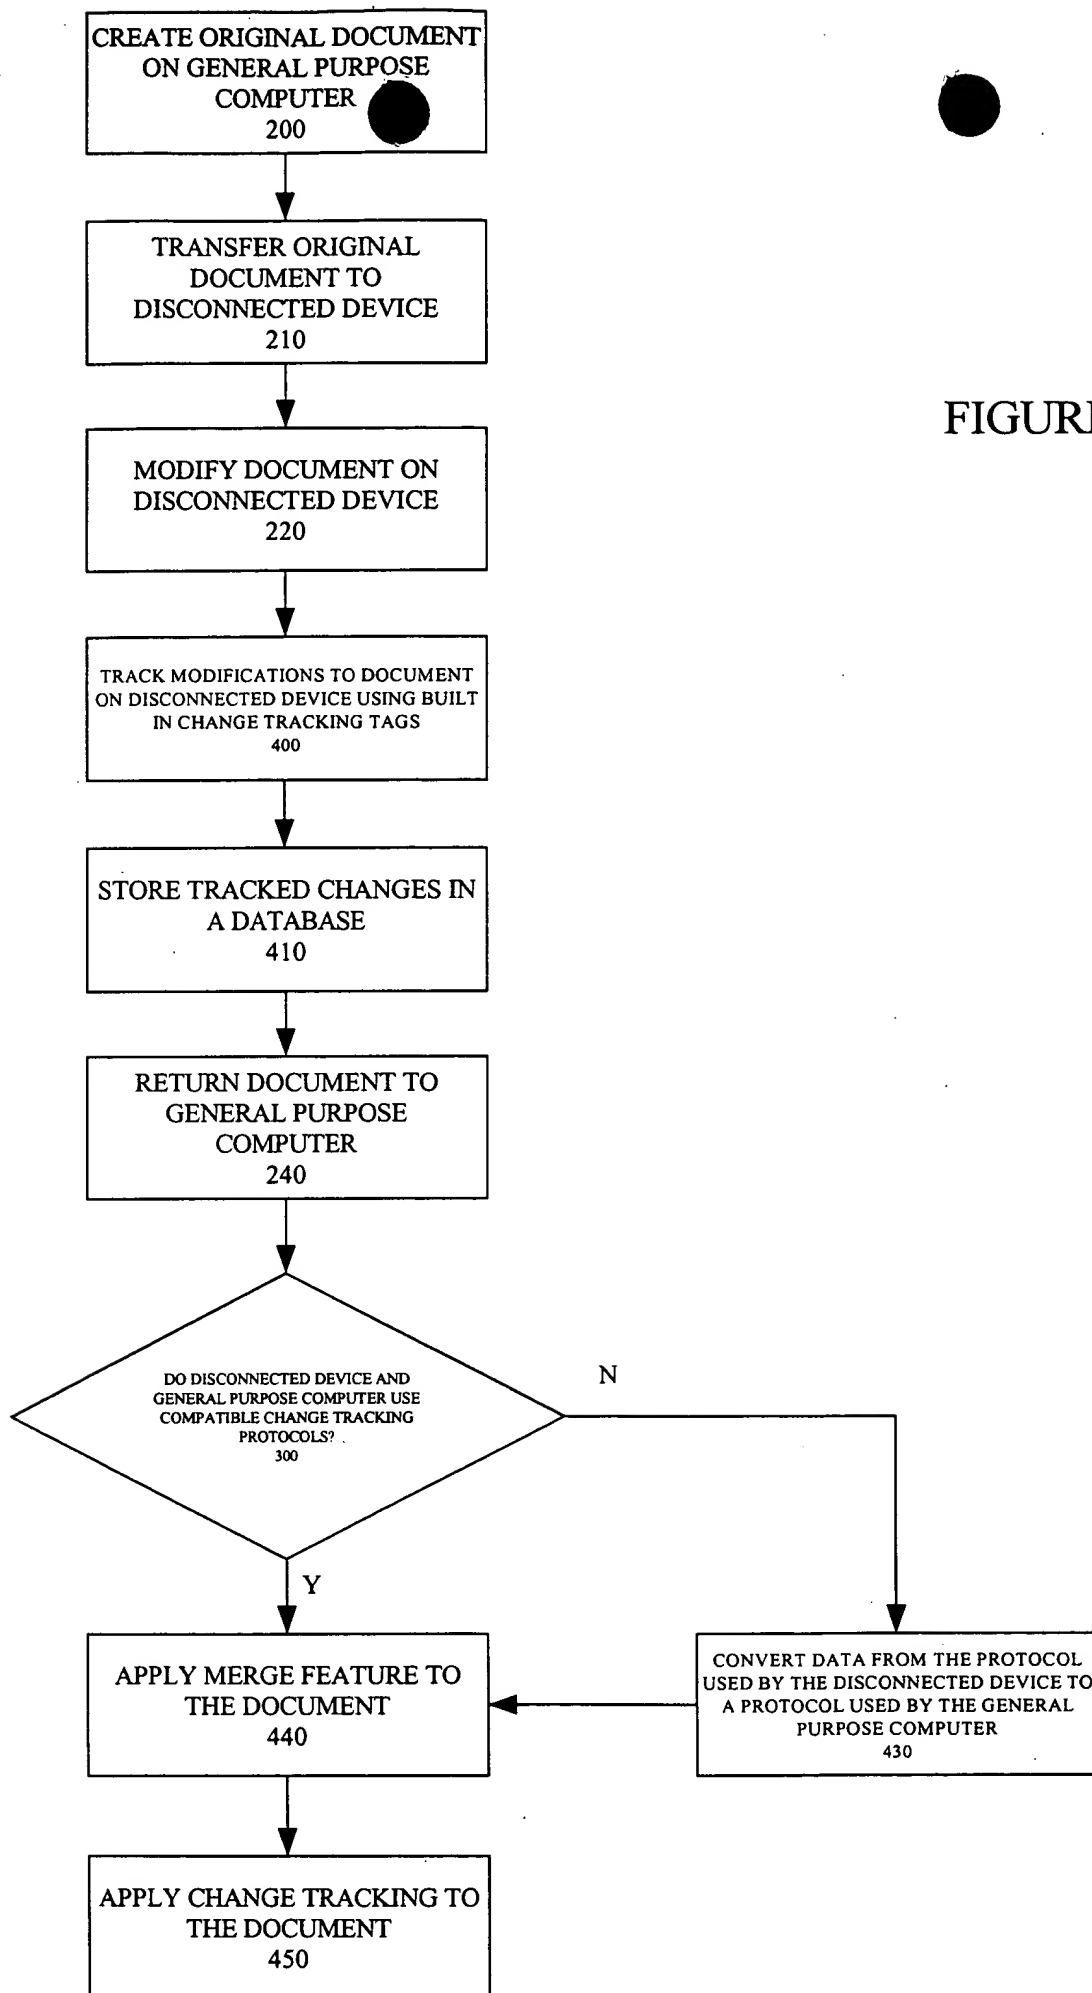 CREATE ORIGINAL DOCUMENT
ON GENERAL PURPOSE
COMPUTER
200
TRANSFER ORIGINAL
DOCUMENT TO
DISCONNECTED DEVICE
210
FIGURE
MODIFY DOCUMENT ON
DISCONNECTED DEVICE
220
TRACK MODIFICATIONS TO DOCUMENT
ON DISCONNECTED DEVICE USING BUILT
IN CHANGE TRACKING TAGS
400
STORE TRACKED CHANGES IN
A DATABASE
410
RETURN DOCUMENT TO
GENERAL PURPOSE
COMPUTER
240
DO DISCONNECTED DEVICE AND
GENERAL PURPOSE COMPUTER USE
COMPATIBLE CHANGE TRACKING
PROTOCOLS?
300
N
Y
APPLY MERGE FEATURE TO
THE DOCUMENT
440
CONVERT DATA FROM THE PROTOCOL
USED BY THE DISCONNECTED DEVICE TO
A PROTOCOL USED BY THE GENERAL
PURPOSE COMPUTER
430
APPLY CHANGE TRACKING TO
THE DOCUMENT
450